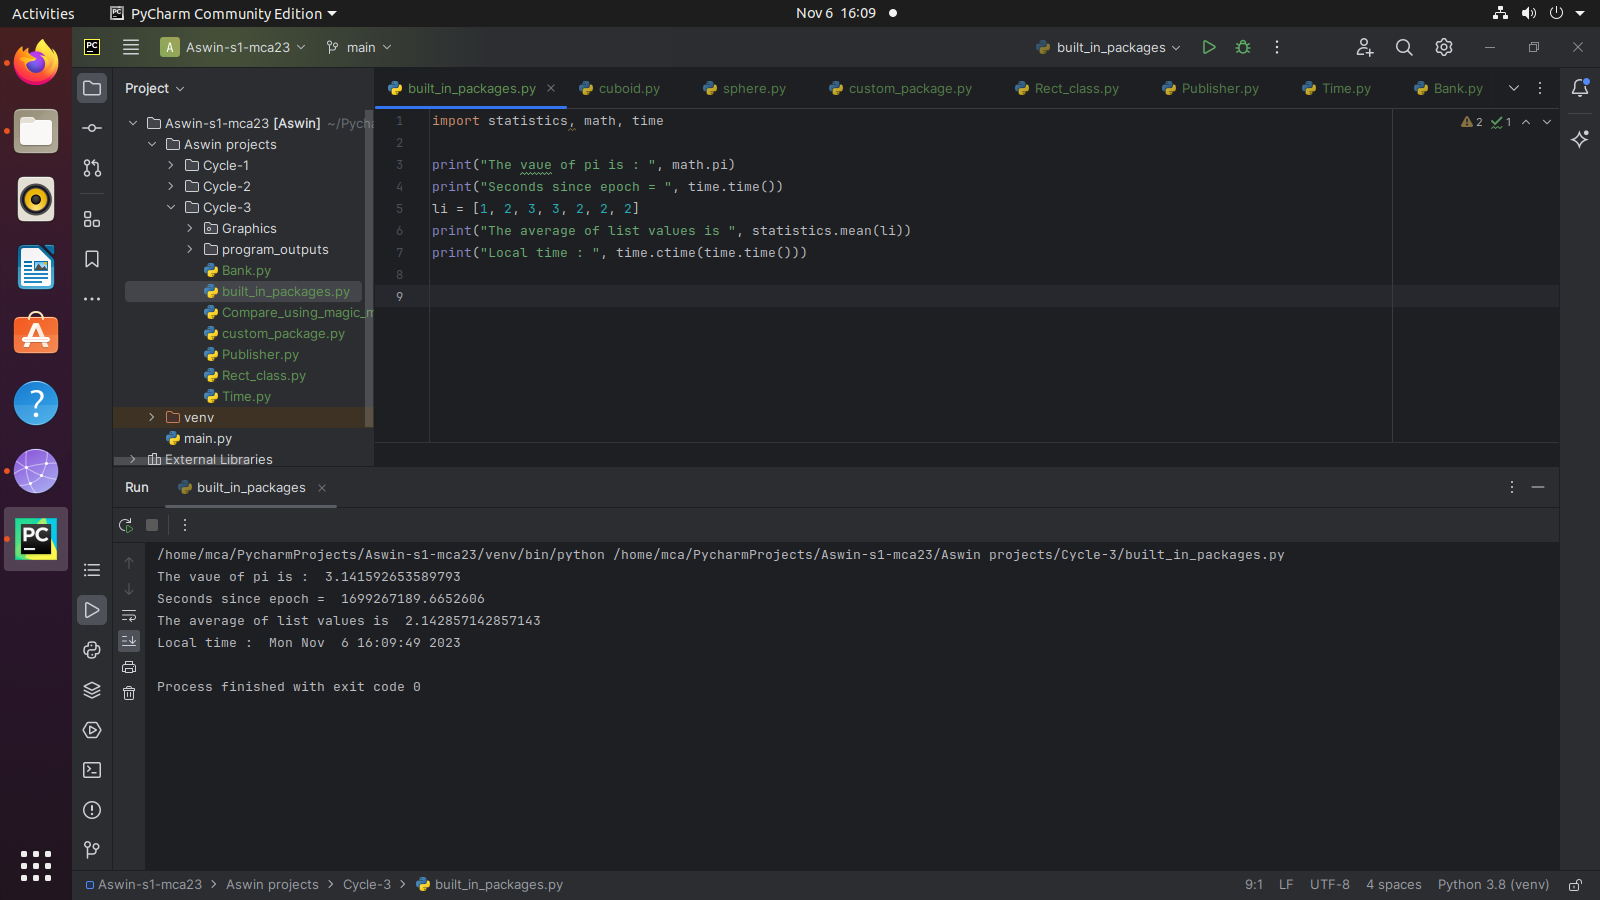 Activities PyCharm Community Edition Nov 6 16:09
PC Aswin-s1-mca23 main built_in_packages
A
Project built_in_packages.py cuboid.py sphere.py custom_package.py Rect_class.py Publisher.py Time.py Bank.py
Aswin-s1-mca23 [Aswin] ~/Pycha
Aswin projects
Cycle-1
Cycle-2
Cycle-3
Graphics
program_outputs
Bank.py
built_in_packages.py
Compare_using_magic_m
custom_package.py
Publisher.py
Rect_class.py
Time.py
venv
main.py
External Libraries
1 import statistics, math, time 2 1
2
3 print("The vaue of pi is : ", math.pi)
4 print("Seconds since epoch = ", time.time())
5 li = [1, 2, 3, 3, 2, 2, 2]
6 print("The average of list values is ", statistics.mean(li))
7 print("Local time : ", time.ctime(time.time()))
8
9
Run built_in_packages
/home/mca/PycharmProjects/Aswin-s1-mca23/venv/bin/python /home/mca/PycharmProjects/Aswin-s1-mca23/Aswin projects/Cycle-3/built_in_packages.py
The vaue of pi is :  3.141592653589793
Seconds since epoch =  1699267189.6652606
The average of list values is  2.142857142857143
Local time :  Mon Nov  6 16:09:49 2023
Process finished with exit code 0
PC
Aswin-s1-mca23 > Aswin projects > Cycle-3 > built_in_packages.py 9:1 LF UTF-8 4 spaces Python 3.8 (venv)